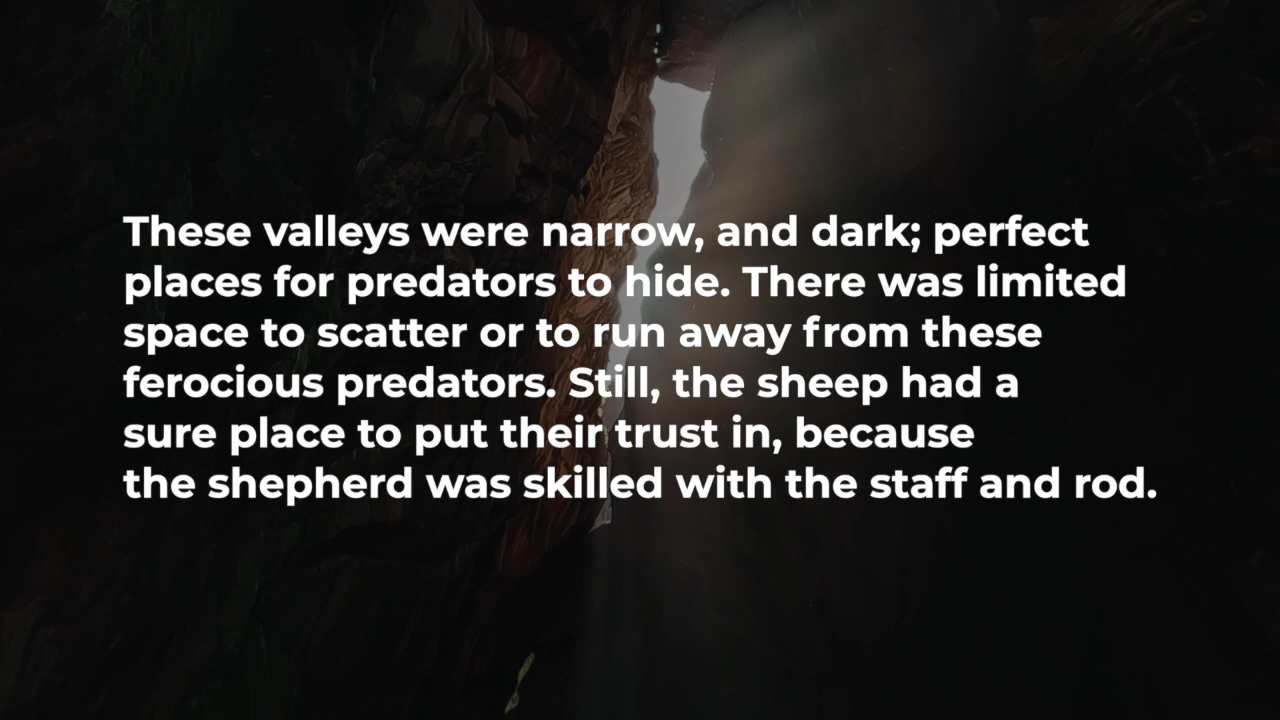 These valleys were narrow, and dark; perfect
places for predators to hide. There was limited
space to scatter or to run away from these
ferocious predators. Still, the sheep had a
sure place to put their trust in, because
the shepherd was skilled with the staff and rod.